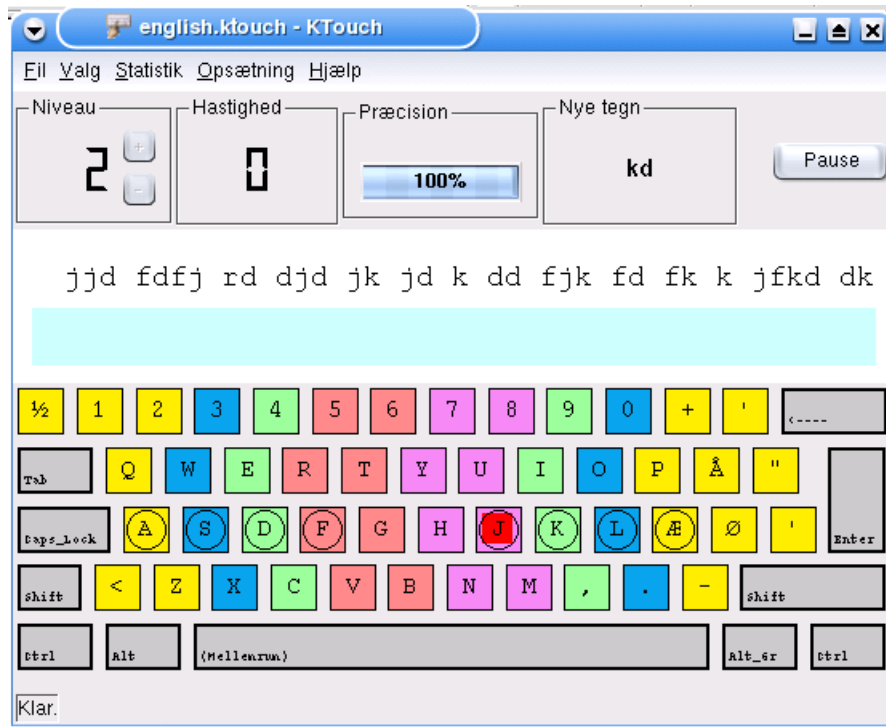 english.ktouch - KTouch
Fil Valg Statistik Opsætning Hjælp
Niveau Hastighed Præcision Nye tegn
2 + - 0 100% kd Pause
jjd fdfj rd djd jk jd k dd fjk fd fk k jfkd dk
½ 1 2 3 4 5 6 7 8 9 0 + ' <----
Tab Q W E R T Y U I O P Å "
Caps_Lock A S D F G H J K L Æ Ø ' Enter
Shift < Z X C V B N M , . - Shift
Ctrl Alt (Mellenrum) Alt_Gr Ctrl
Klar.